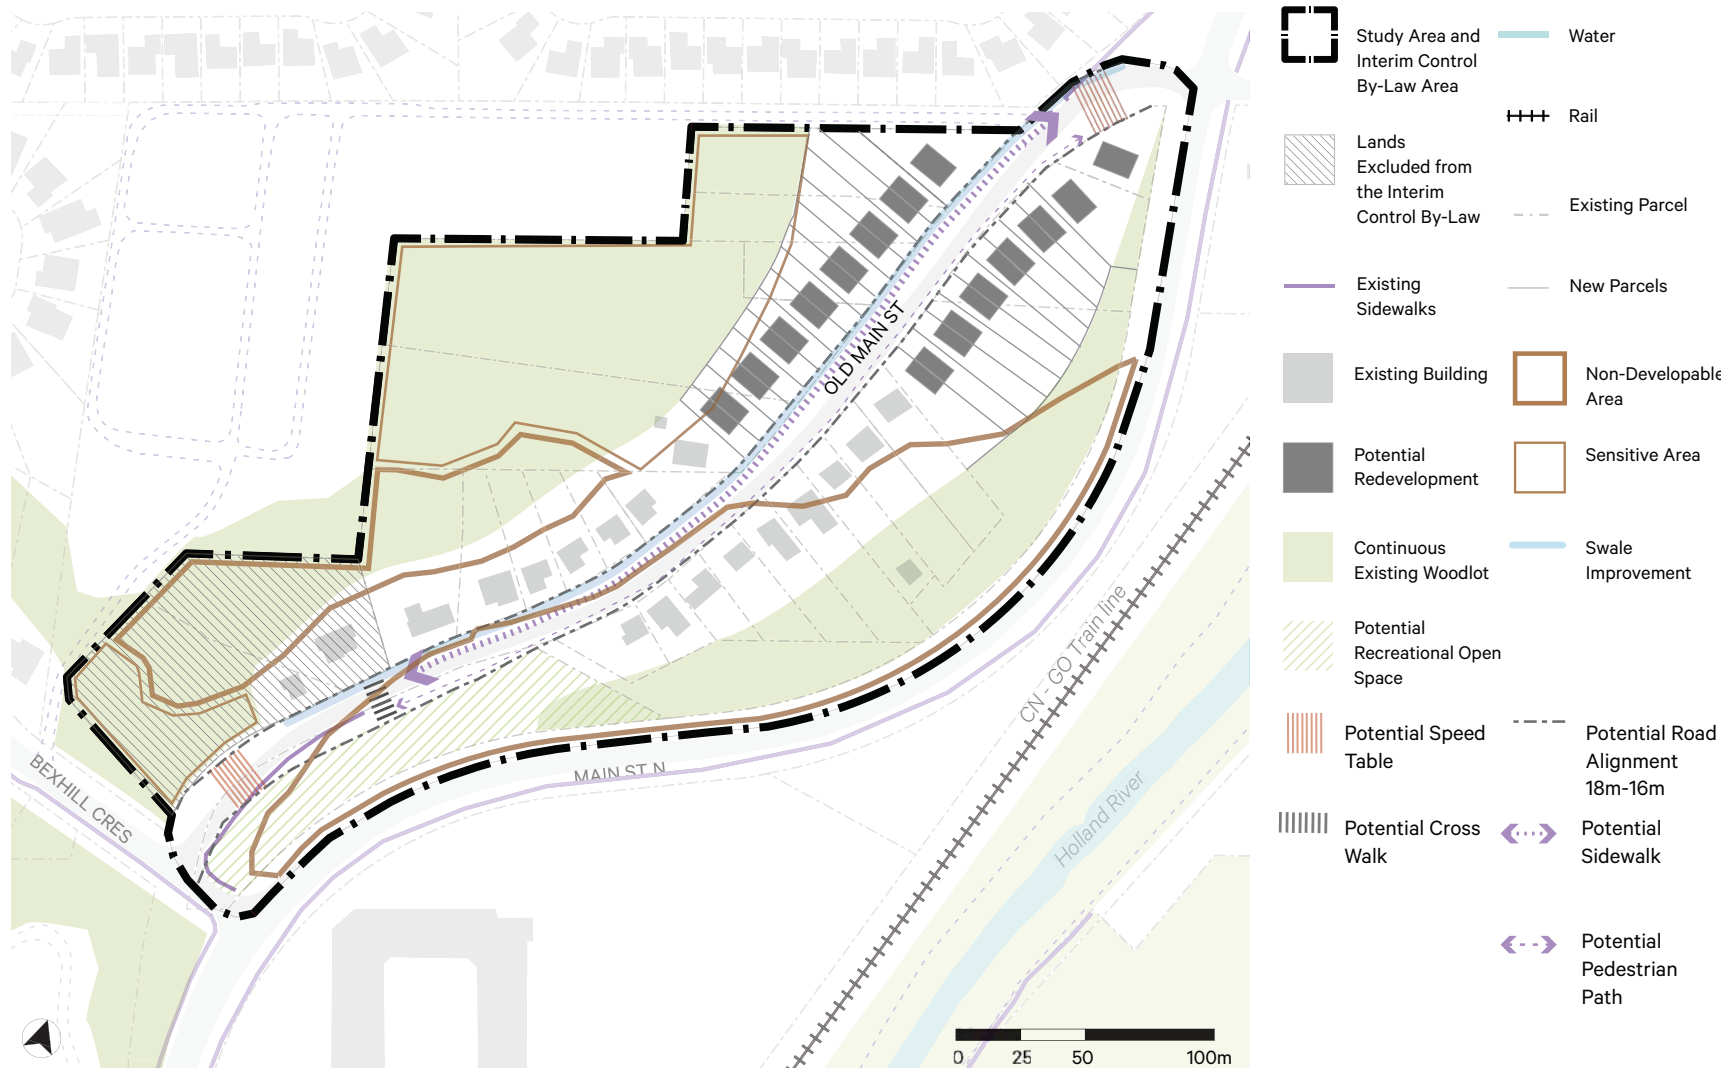 OLD MAIN ST
BEXHILL CRES
MAIN ST N
CN - GO Train line
Holland River
0 25 50 100m
Study Area and
Interim Control
By-Law Area
Lands
Excluded from
the Interim
Control By-Law
Existing
Sidewalks
Existing Building
Potential
Redevelopment
Continuous
Existing Woodlot
Potential
Recreational Open
Space
Potential Speed
Table
Potential Cross
Walk
Water
Rail
Existing Parcel
New Parcels
Non-Developable
Area
Sensitive Area
Swale
Improvement
Potential Road
Alignment
18m-16m
Potential
Sidewalk
Potential
Pedestrian
Path